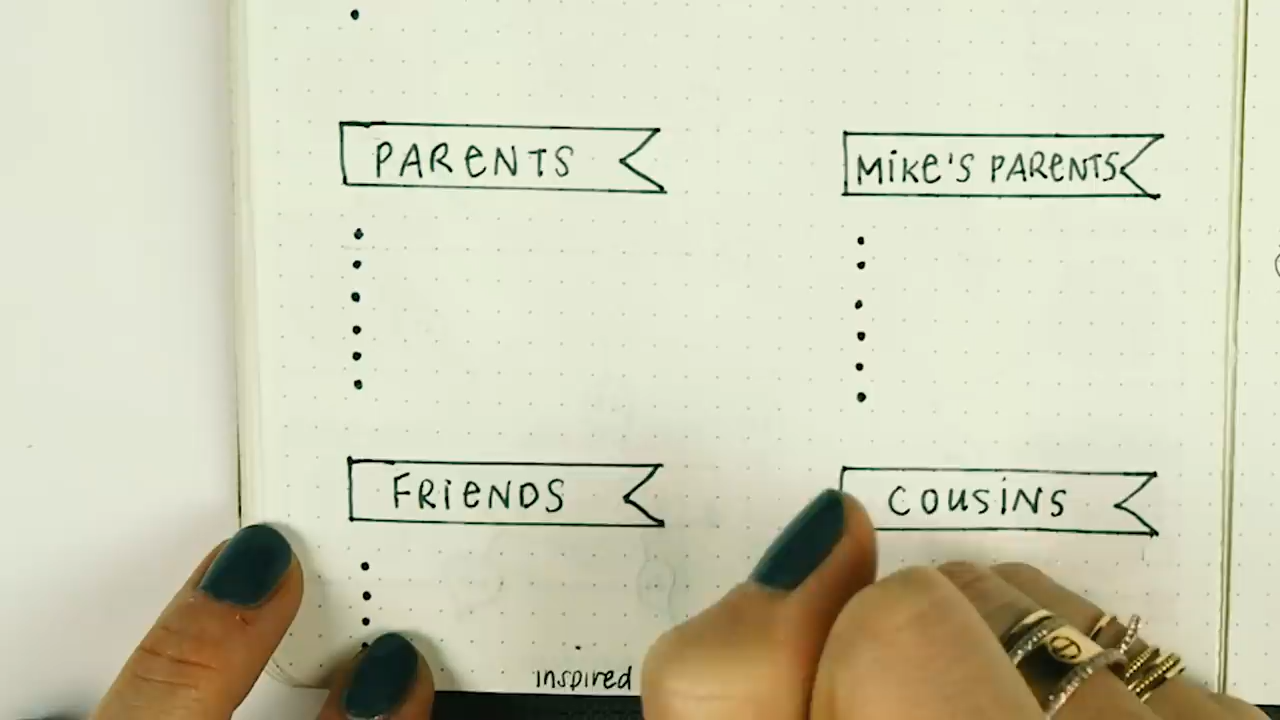 PARENTS
MIKE'S PARENTS
FRIENDS
COUSINS
inspired